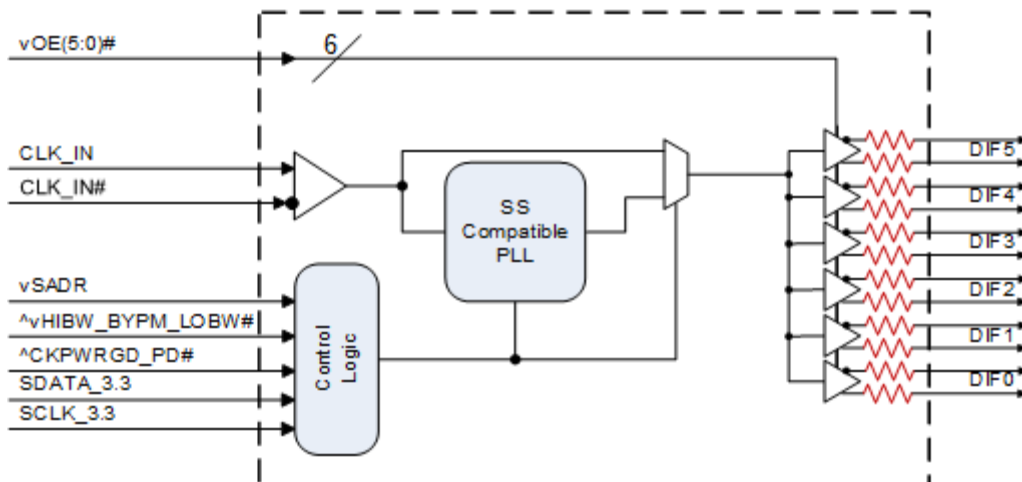 vOE(5:0)#
6
CLK_IN
CLK_IN#
SS
Compatible
PLL
DIF5
DIF4
DIF3
DIF2
DIF1
DIF0
vSADR
^vHIBW_BYPM_LOBW#
^CKPWRGD_PD#
SDATA_3.3
SCLK_3.3
Control
Logic